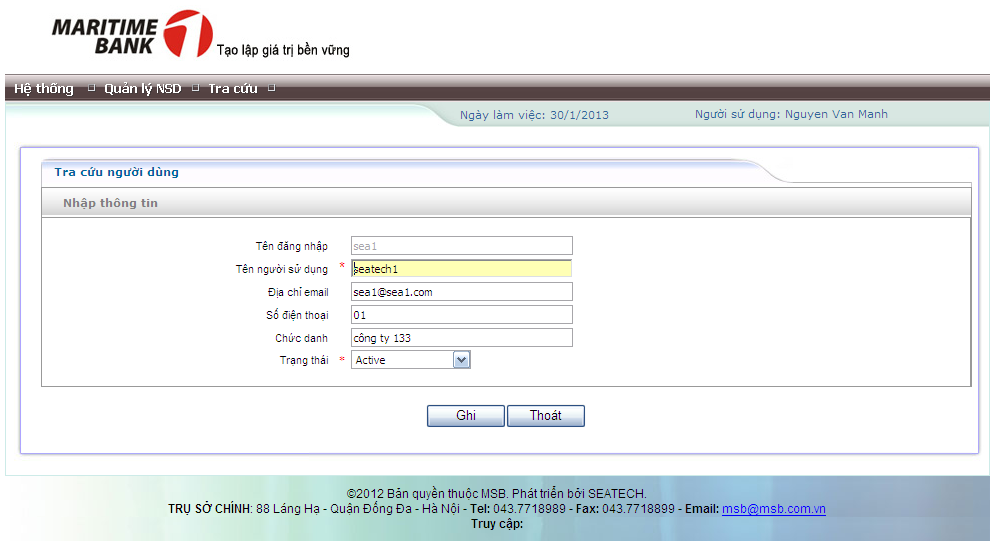 MARITIME
BANK
Tạo lập giá trị bền vững
Hệ thống Quản lý NSD Tra cứu
Ngày làm việc: 30/1/2013 Người sử dụng: Nguyen Van Manh
Tra cứu người dùng
Nhập thông tin
Tên đăng nhập sea1
Tên người sử dụng * seatech1
Địa chỉ email sea1@sea1.com
Số điện thoại 01
Chức danh công ty 133
Trạng thái * Active
Ghi Thoát
©2012 Bản quyền thuộc MSB. Phát triển bởi SEATECH.
TRỤ SỞ CHÍNH: 88 Láng Hạ - Quận Đống Đa - Hà Nội - Tel: 043.7718989 - Fax: 043.7718899 - Email: msb@msb.com.vn
Truy cập: